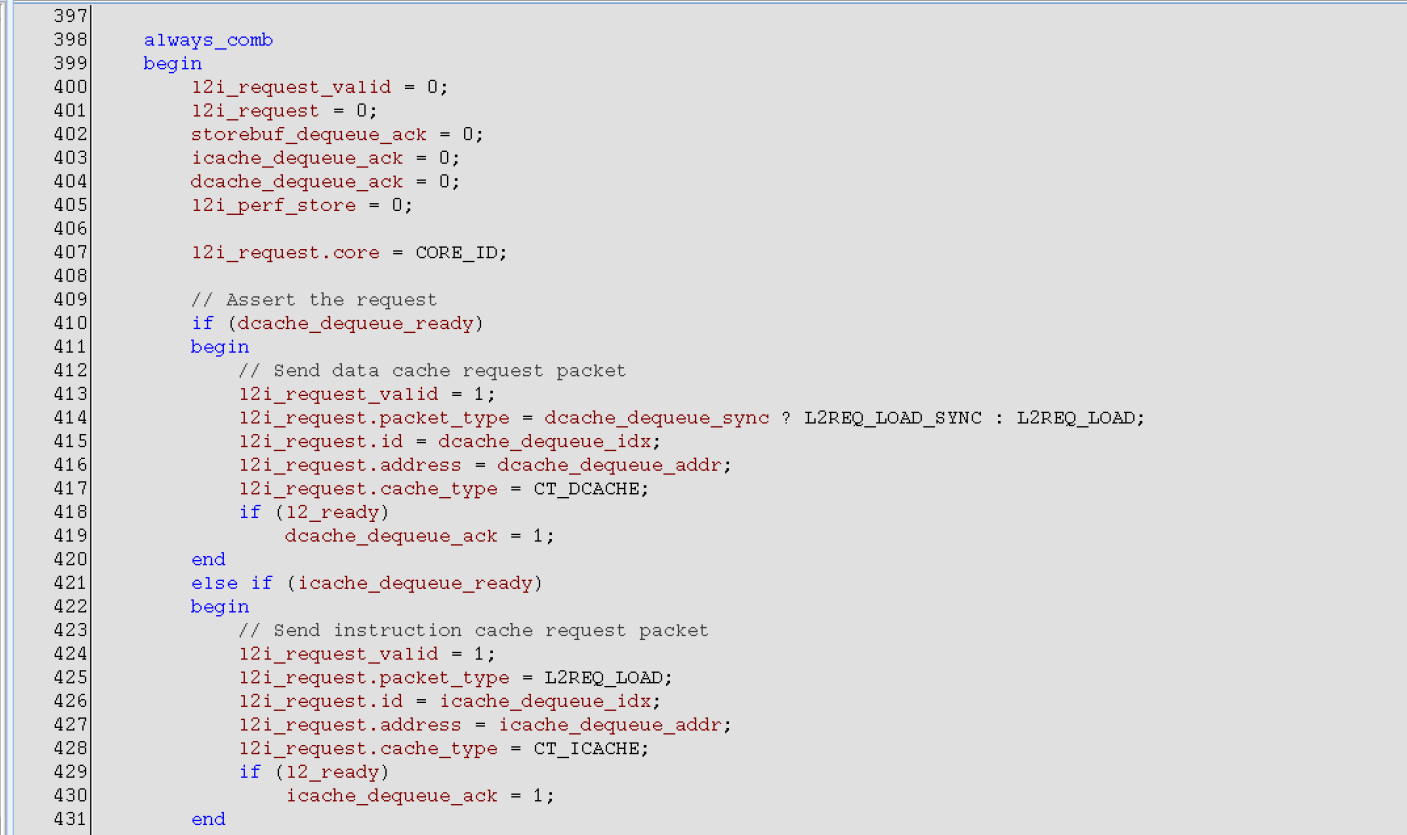 397
398 always_comb
399 begin
400 l2i_request_valid = 0;
401 l2i_request = 0;
402 storebuf_dequeue_ack = 0;
403 icache_dequeue_ack = 0;
404 dcache_dequeue_ack = 0;
405 l2i_perf_store = 0;
406
407 l2i_request.core = CORE_ID;
408
409 // Assert the request
410 if (dcache_dequeue_ready)
411 begin
412 // Send data cache request packet
413 l2i_request_valid = 1;
414 l2i_request.packet_type = dcache_dequeue_sync ? L2REQ_LOAD_SYNC : L2REQ_LOAD;
415 l2i_request.id = dcache_dequeue_idx;
416 l2i_request.address = dcache_dequeue_addr;
417 l2i_request.cache_type = CT_DCACHE;
418 if (l2_ready)
419 dcache_dequeue_ack = 1;
420 end
421 else if (icache_dequeue_ready)
422 begin
423 // Send instruction cache request packet
424 l2i_request_valid = 1;
425 l2i_request.packet_type = L2REQ_LOAD;
426 l2i_request.id = icache_dequeue_idx;
427 l2i_request.address = icache_dequeue_addr;
428 l2i_request.cache_type = CT_ICACHE;
429 if (l2_ready)
430 icache_dequeue_ack = 1;
431 end